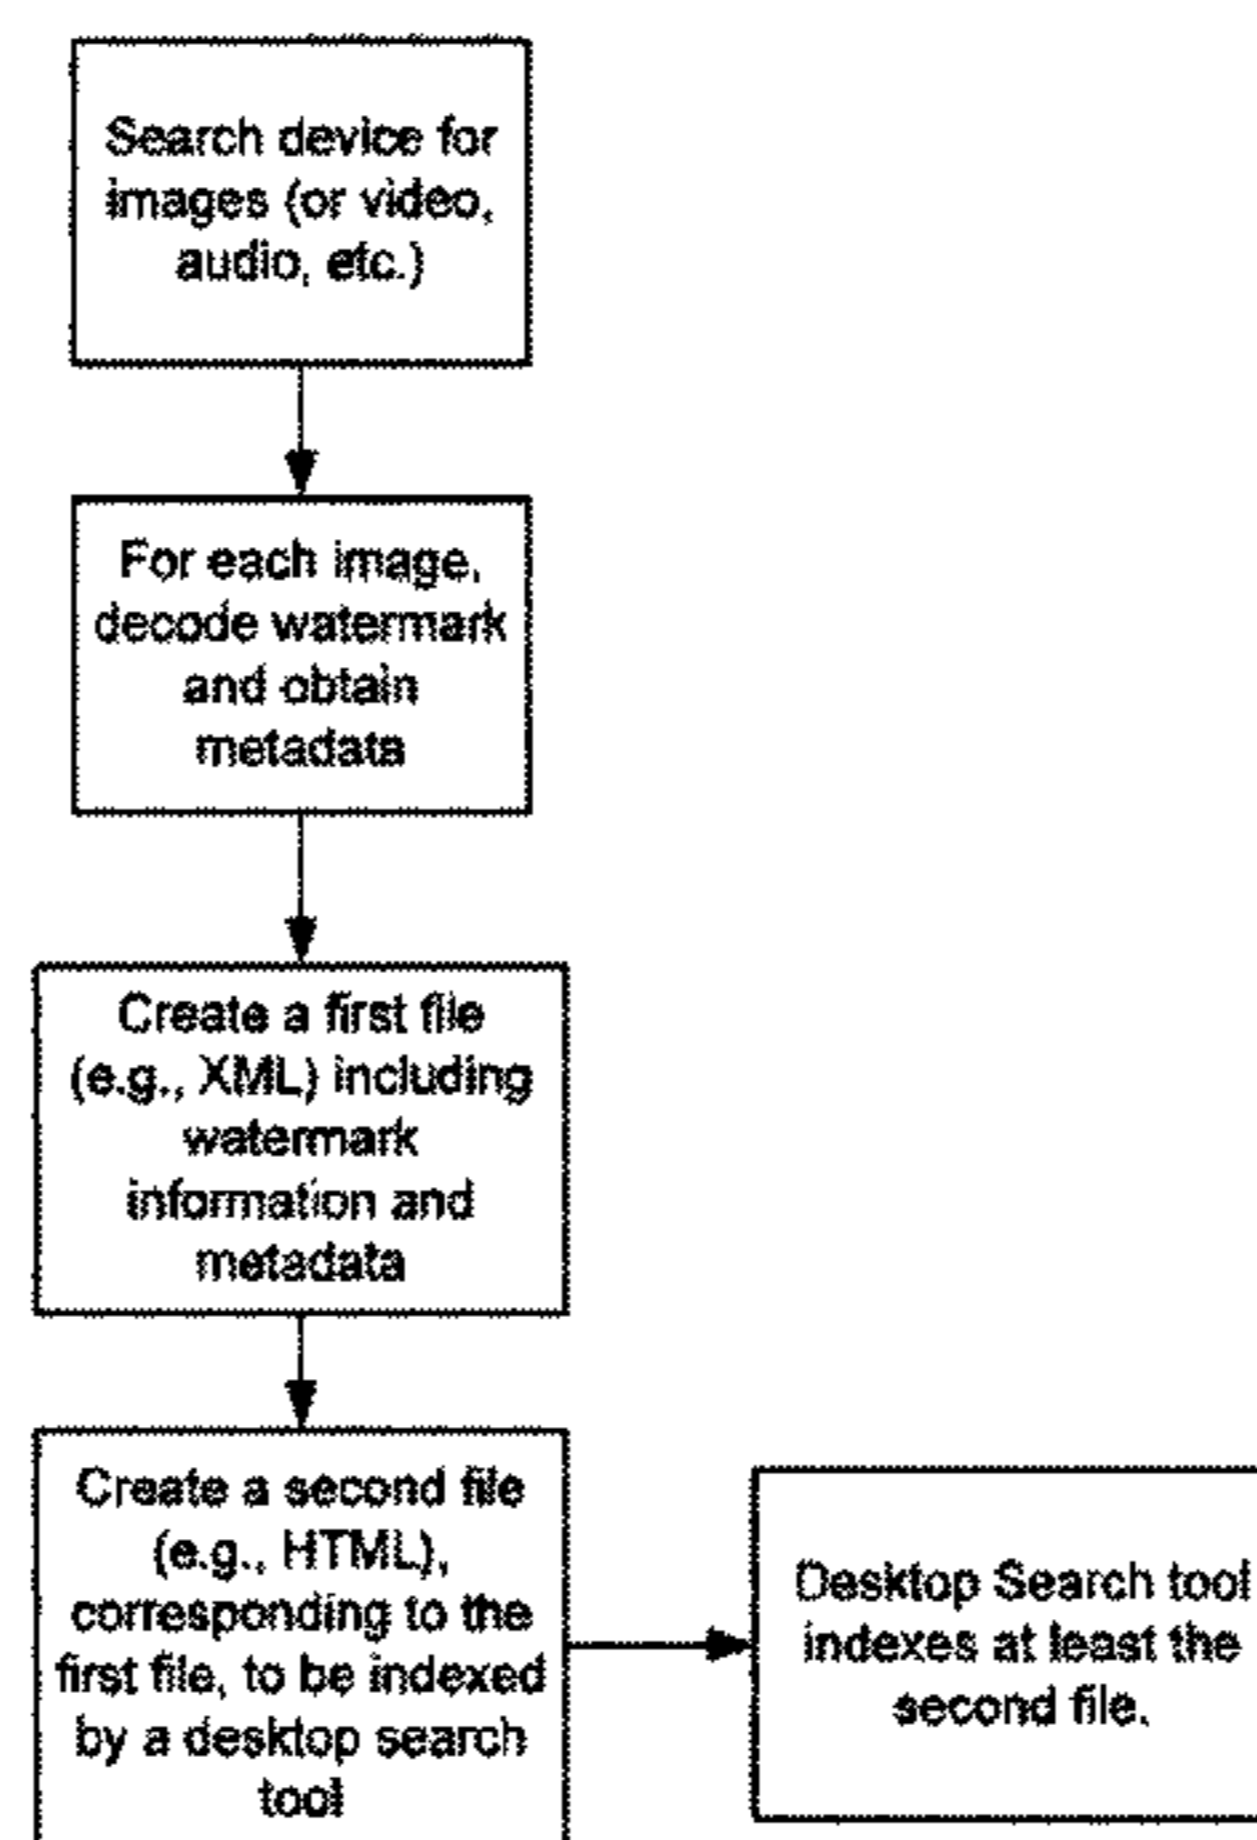 Search device for
images (or video,
audio, etc.)
For each image,
decode watermark
and obtain
metadata
Create a first file
(e.g., XML) including
watermark
information and
metadata
Create a second file
(e.g., HTML),
corresponding to the
first file, to be indexed
by a desktop search
tool
Desktop Search tool
indexes at least the
second file.